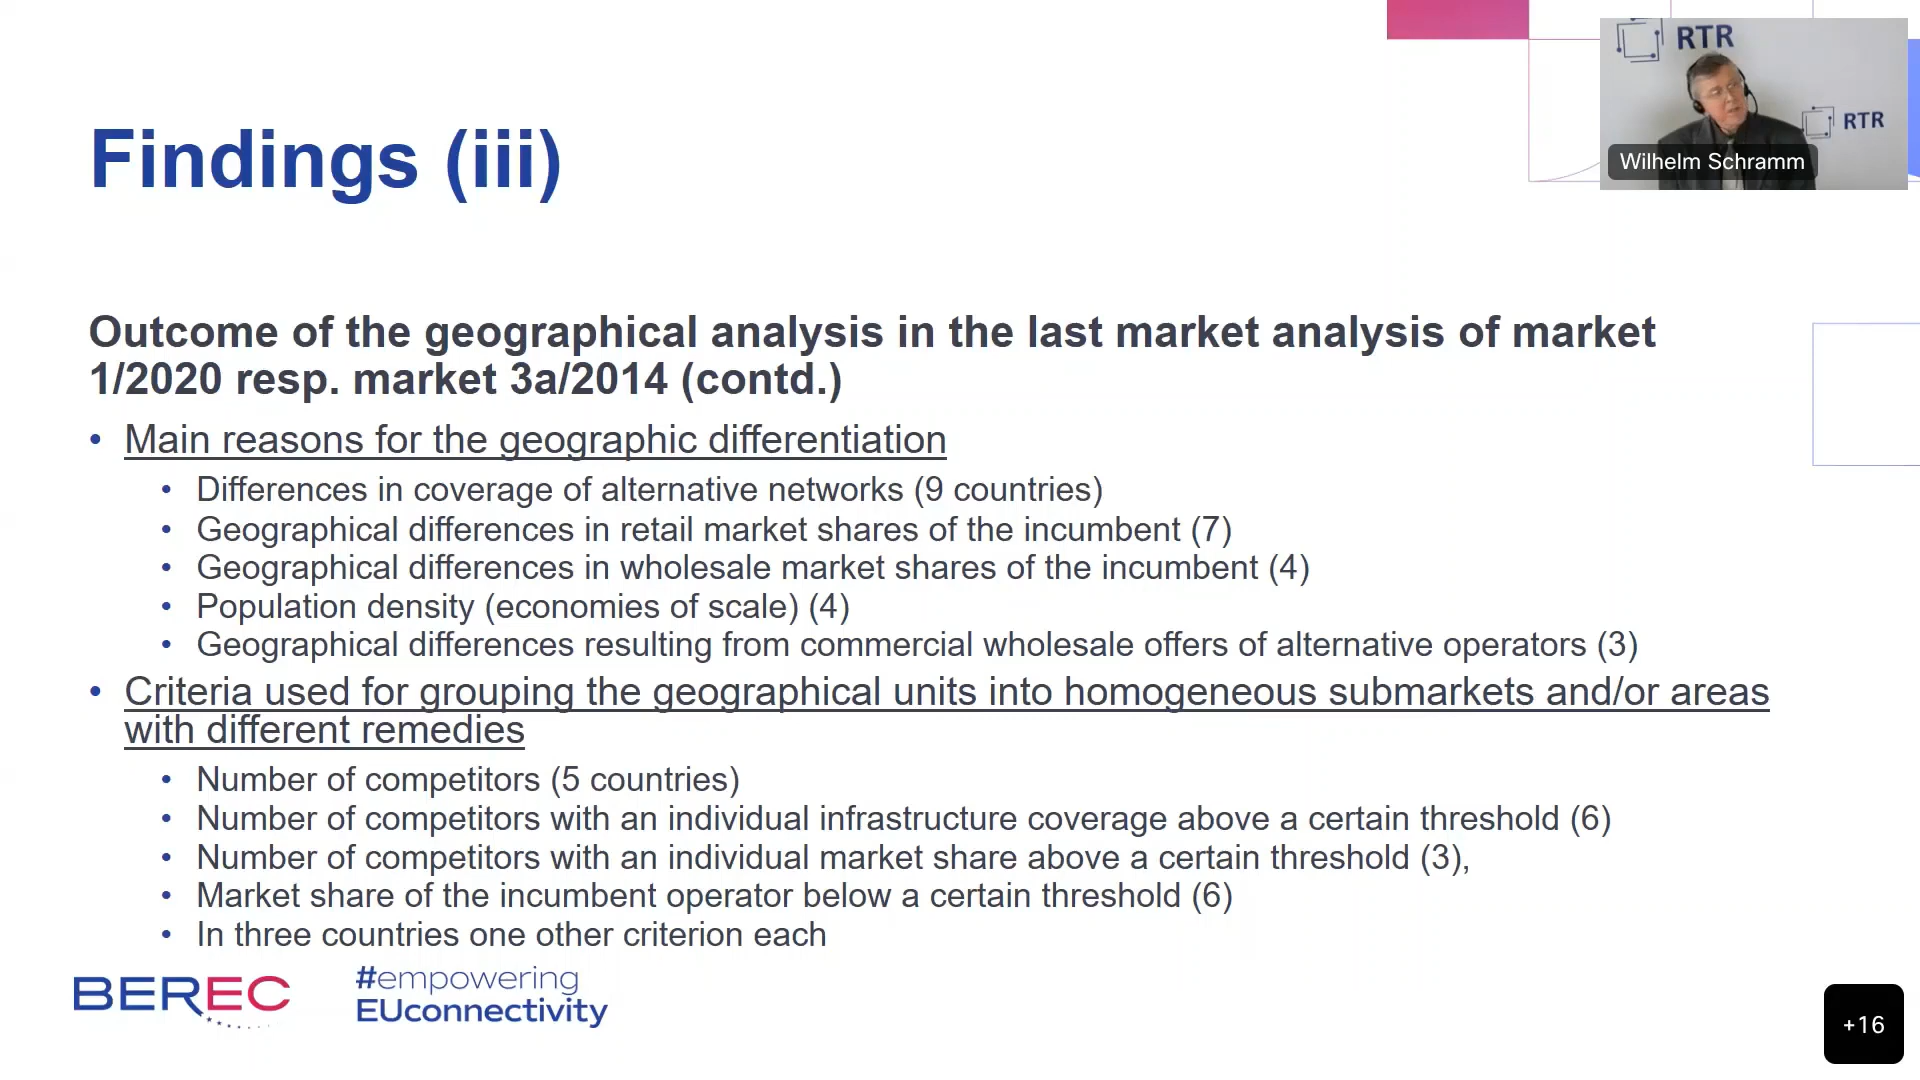 RTR
RTR
Wilhelm Schramm
Findings (iii)
Outcome of the geographical analysis in the last market analysis of market
1/2020 resp. market 3a/2014 (contd.)
• Main reasons for the geographic differentiation
• Differences in coverage of alternative networks (9 countries)
• Geographical differences in retail market shares of the incumbent (7)
• Geographical differences in wholesale market shares of the incumbent (4)
• Population density (economies of scale) (4)
• Geographical differences resulting from commercial wholesale offers of alternative operators (3)
• Criteria used for grouping the geographical units into homogeneous submarkets and/or areas
with different remedies
• Number of competitors (5 countries)
• Number of competitors with an individual infrastructure coverage above a certain threshold (6)
• Number of competitors with an individual market share above a certain threshold (3),
• Market share of the incumbent operator below a certain threshold (6)
• In three countries one other criterion each
BEREC
#empowering
EUconnectivity
+16